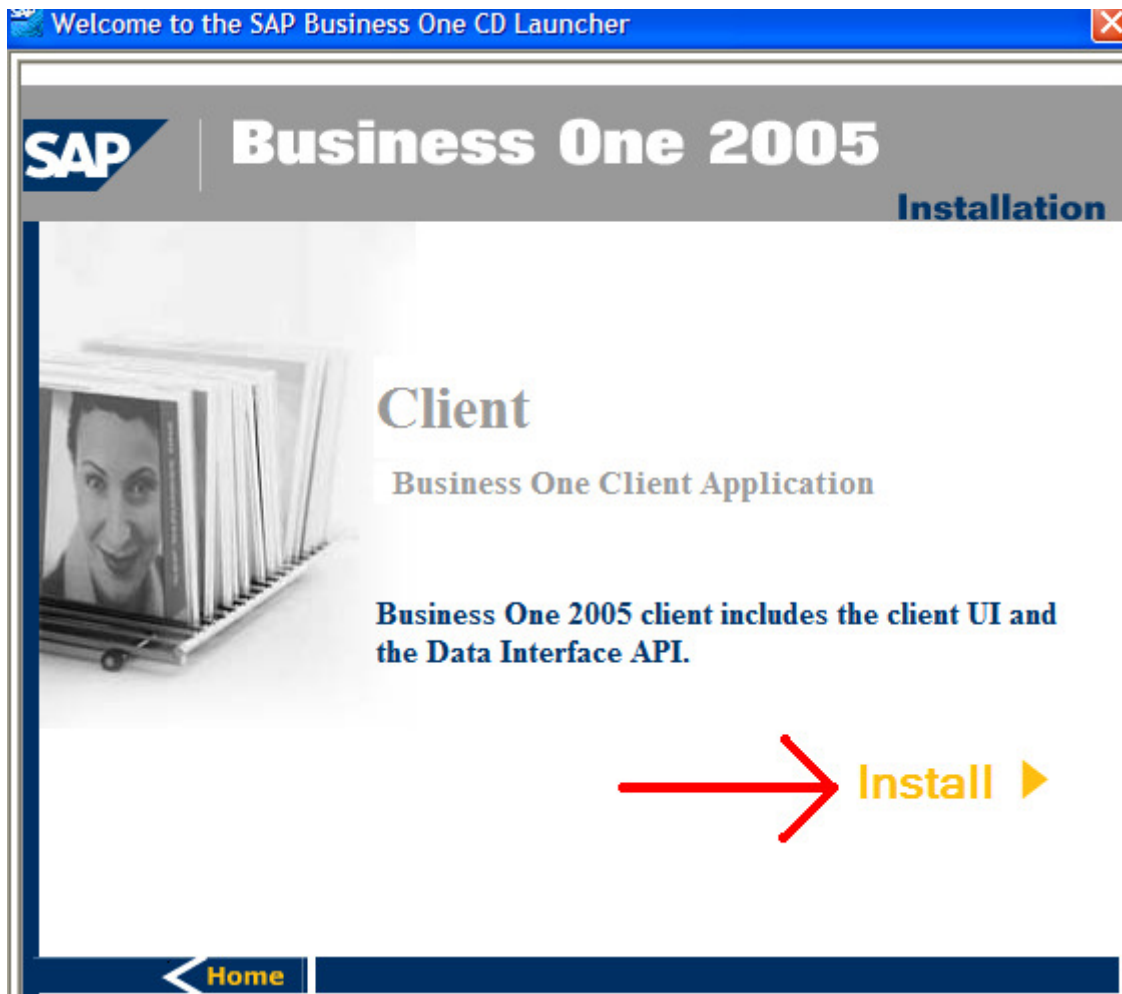 Welcome to the SAP Business One CD Launcher
SAP
Business One 2005
Installation
Client
Business One Client Application
Business One 2005 client includes the client UI and
the Data Interface API.
Install
Home